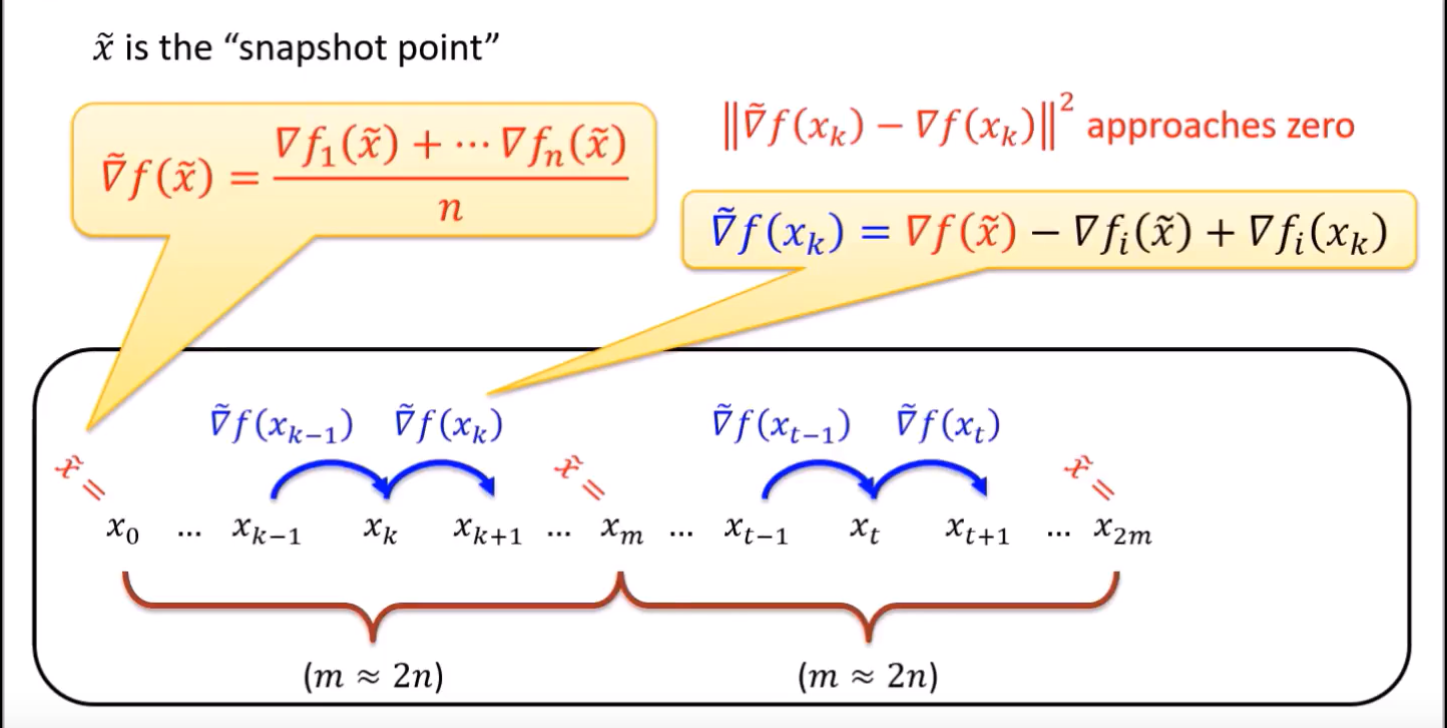 x̃ is the “snapshot point”
∇̃f(x̃) = (∇f₁(x̃) + ⋯ ∇fₙ(x̃)) / n
‖∇̃f(xₖ) − ∇f(xₖ)‖² approaches zero
∇̃f(xₖ) = ∇f(x̃) − ∇fᵢ(x̃) + ∇fᵢ(xₖ)
∇̃f(xₖ₋₁) ∇̃f(xₖ) ∇̃f(xₜ₋₁) ∇̃f(xₜ)
x̃ = x̃ = x̃ =
x₀ ... xₖ₋₁ xₖ xₖ₊₁ ... xₘ ... xₜ₋₁ xₜ xₜ₊₁ ... x₂ₘ
(m ≈ 2n) (m ≈ 2n)